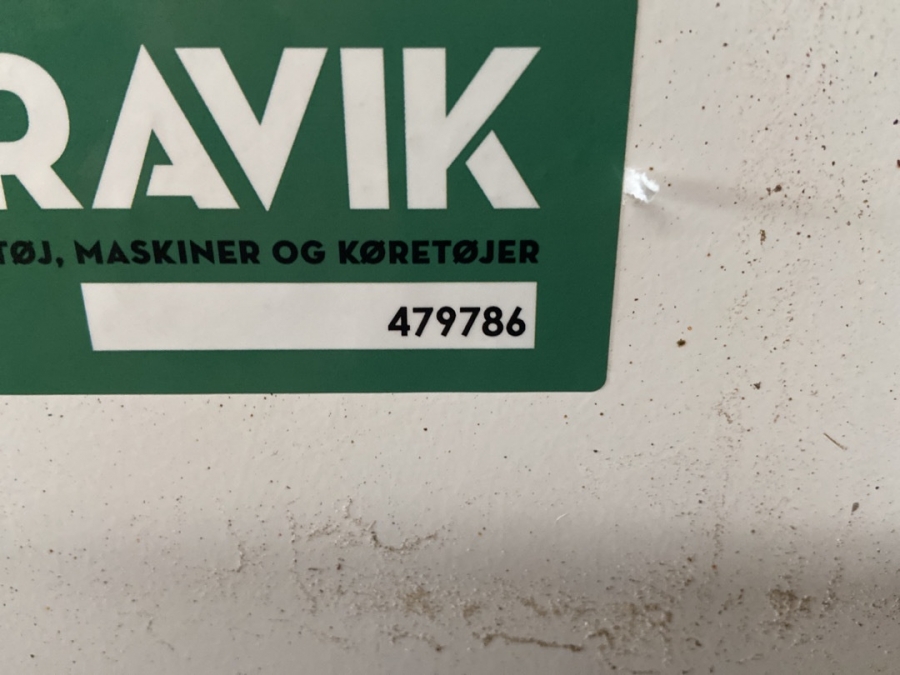 RAVIK
TØJ, MASKINER OG KØRETØJER
479786